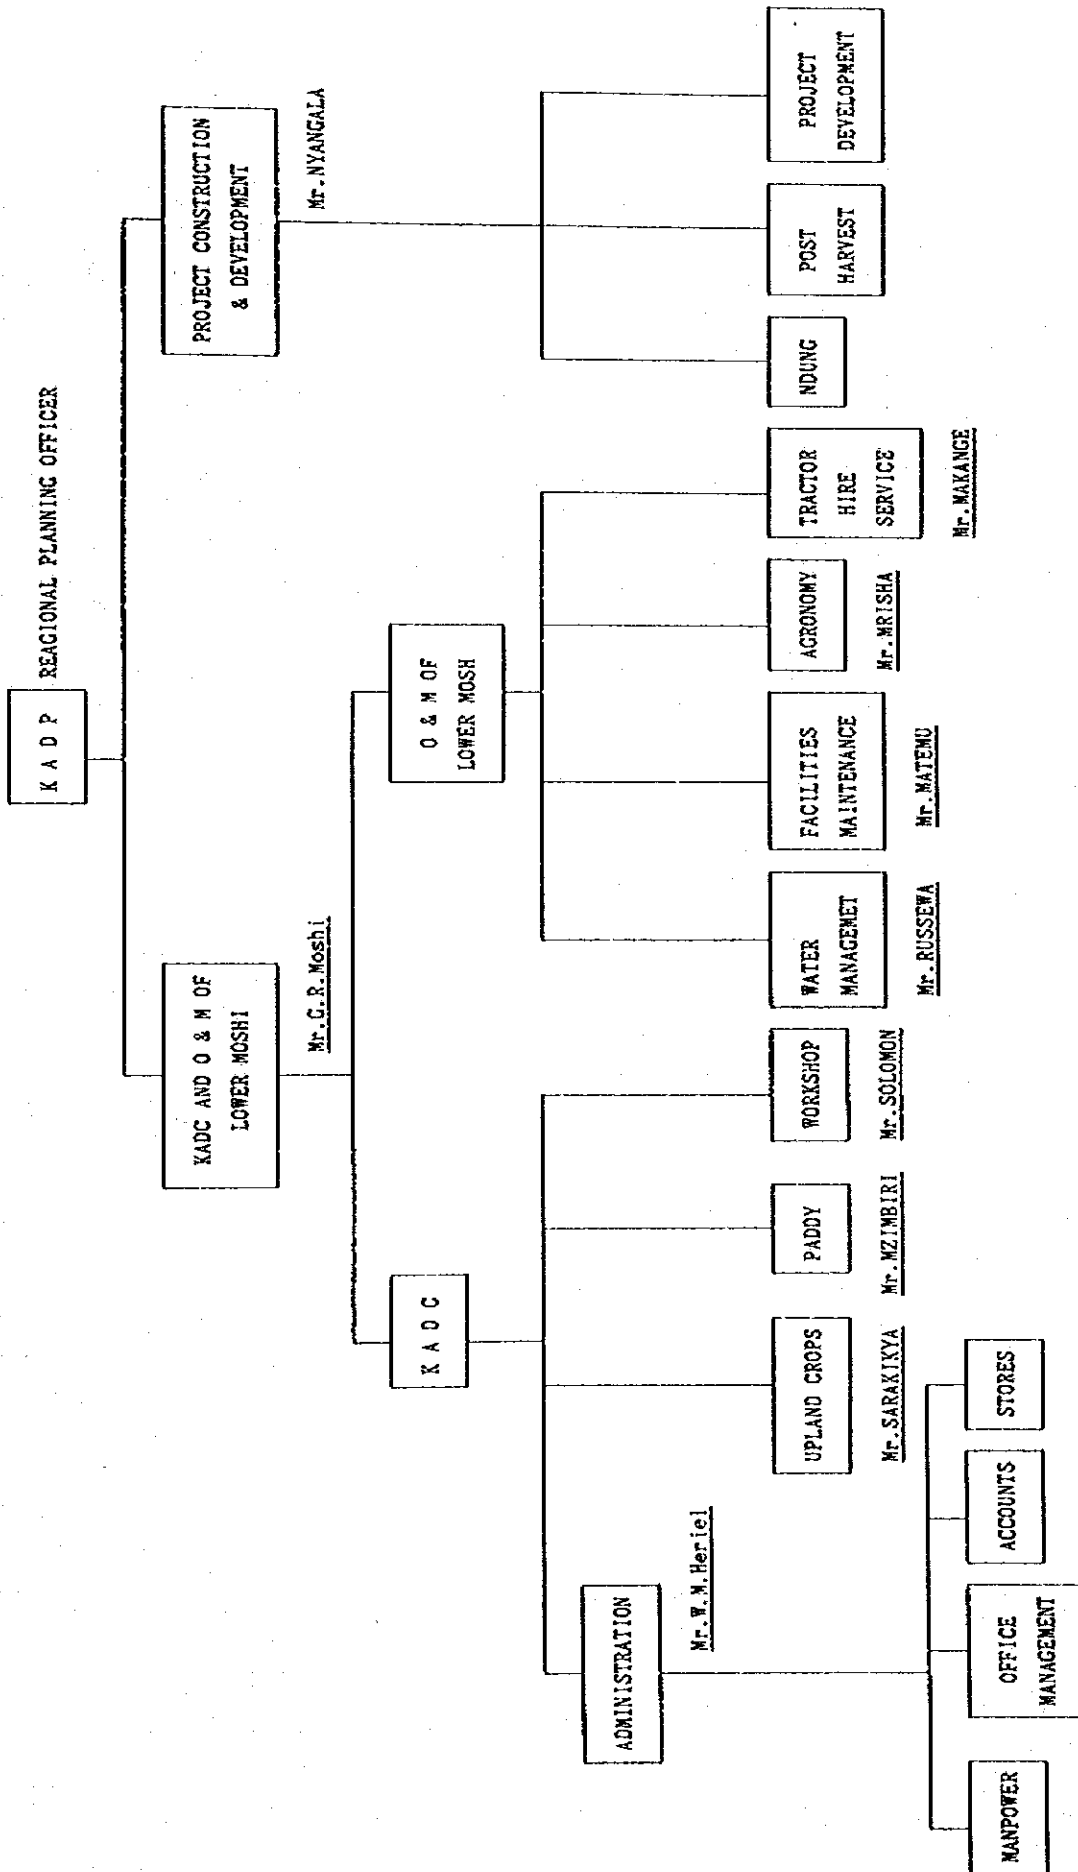 K A D P REAGIONAL PLANNING OFFICER
KADC AND O & M OF
LOWER MOSHI
Mr.G.R.Moshi
PROJECT CONSTRUCTION
& DEVELOPMENT
Mr.NYANGALA
K A D C
O & M OF
LOWER MOSH
ADMINISTRATION
Mr.W.M.Heriel
UPLAND CROPS
Mr.SARAKIKYA
PADDY
Mr.MZIMBIRI
WORKSHOP
Mr.SOLOMON
WATER
MANAGEMET
Mr.RUSSEWA
FACILITIES
MAINTENANCE
Mr.MATEMU
AGRONOMY
Mr.MRISHA
TRACTOR
HIRE
SERVICE
Mr.MAKANGE
NDUNG
POST
HARVEST
PROJECT
DEVELOPMENT
MANPOWER
OFFICE
MANAGEMENT
ACCOUNTS
STORES